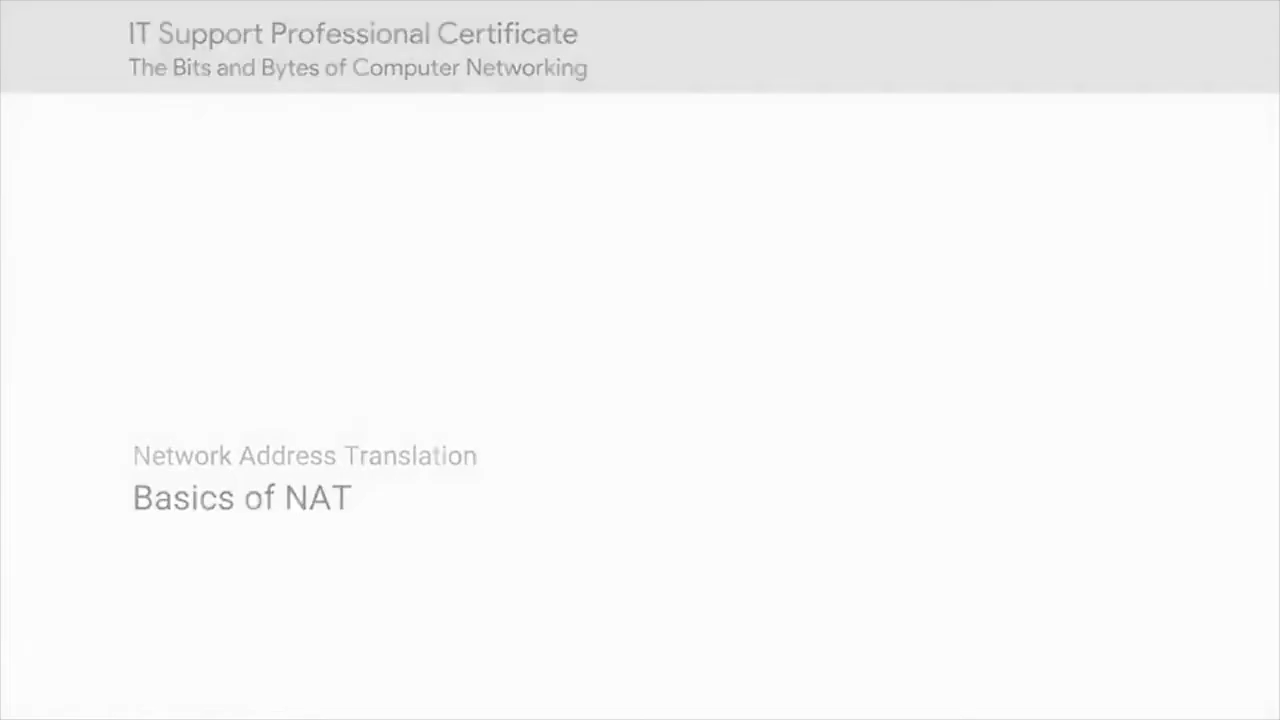 IT Support Professional Certificate
The Bits and Bytes of Computer Networking
Network Address Translation
Basics of NAT